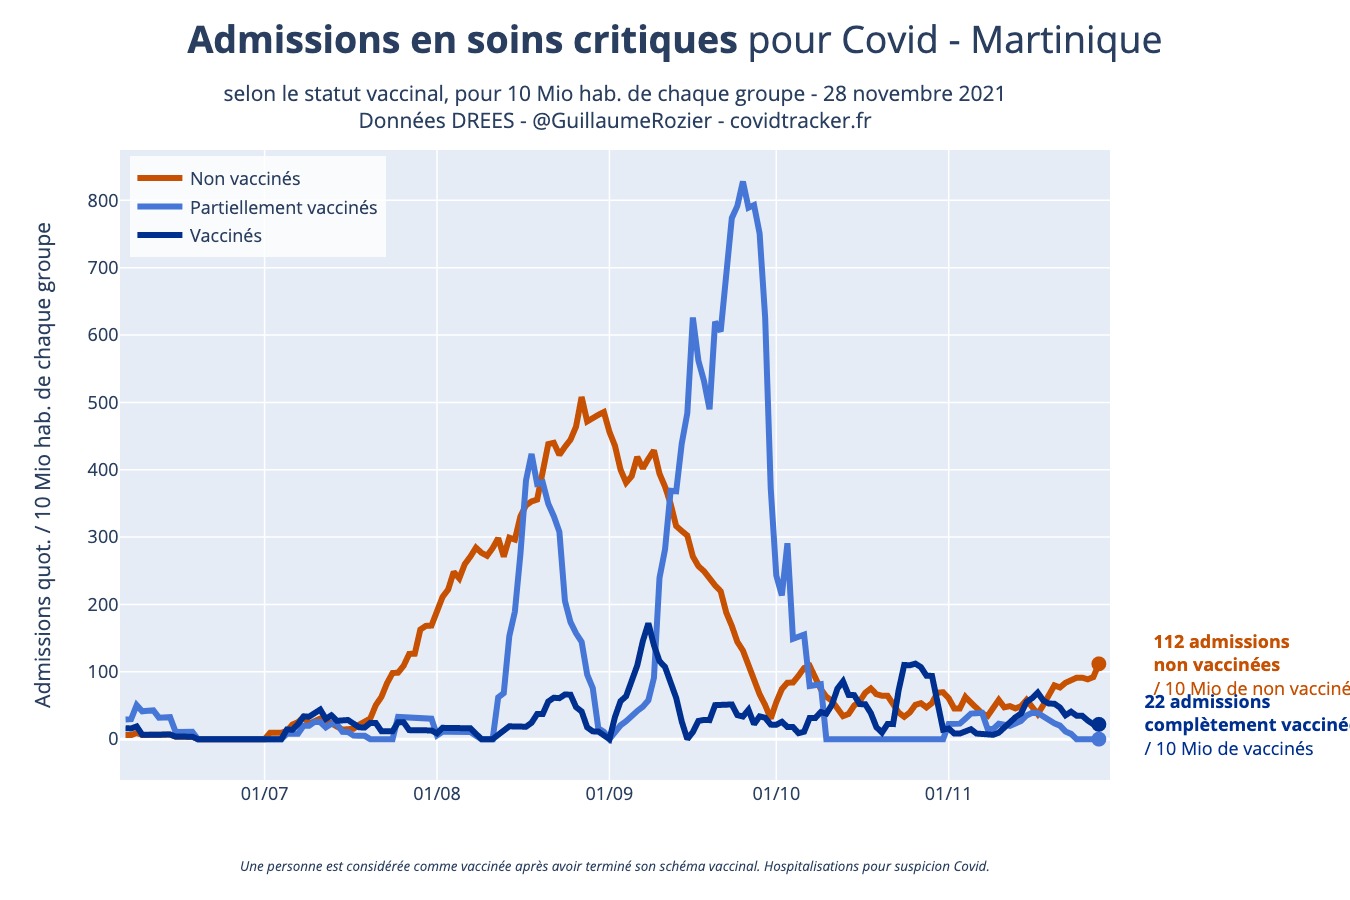 Admissions en soins critiques pour Covid - Martinique
selon le statut vaccinal, pour 10 Mio hab. de chaque groupe - 28 novembre 2021
Données DREES - @GuillaumeRozier - covidtracker.fr
Non vaccinés
Partiellement vaccinés
Vaccinés
Admissions quot. / 10 Mio hab. de chaque groupe
800
700
600
500
400
300
200
100
0
01/07
01/08
01/09
01/10
01/11
112 admissions
non vaccinées
/ 10 Mio de non vacciné
22 admissions
complètement vacciné
/ 10 Mio de vaccinés
Une personne est considérée comme vaccinée après avoir terminé son schéma vaccinal. Hospitalisations pour suspicion Covid.